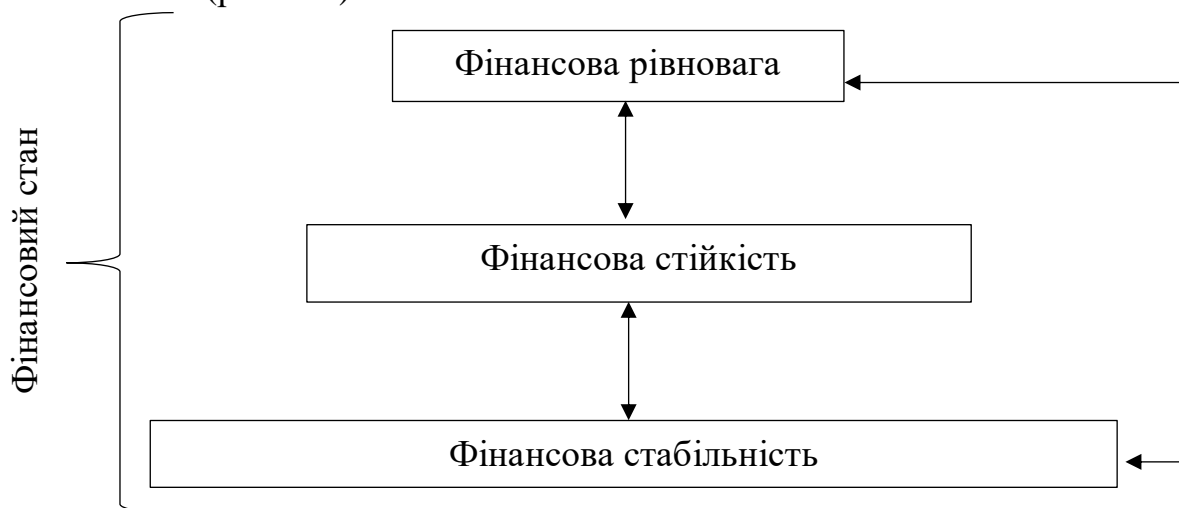 Фінансова рівновага
Фінансовий стан
Фінансова стійкість
Фінансова стабільність